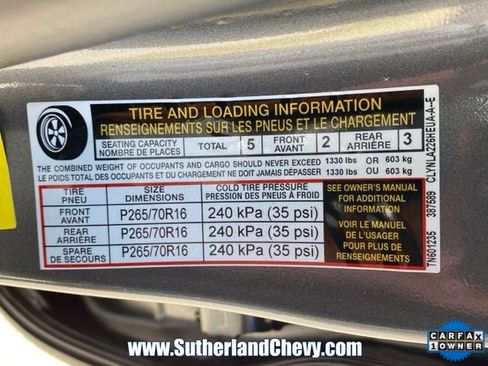 TIRE AND LOADING INFORMATION
RENSEIGNEMENTS SUR LES PNEUS ET LE CHARGEMENT
SEATING CAPACITY
NOMBRE DE PLACES
TOTAL 5
FRONT
AVANT 2
REAR
ARRIÈRE 3
THE COMBINED WEIGHT OF OCCUPANTS AND CARGO SHOULD NEVER EXCEED 1330 lbs OR 603 kg
LE POIDS TOTAL DES OCCUPANTS ET DU CHARGEMENT NE DOIT JAMAIS DÉPASSER 1330 lbs OU 603 kg
TIRE
PNEU
SIZE
DIMENSIONS
COLD TIRE PRESSURE
PRESSION DES PNEUS À FROID
FRONT
AVANT
P265/70R16
240 kPa (35 psi)
REAR
ARRIÈRE
P265/70R16
240 kPa (35 psi)
SPARE
DE SECOURS
P265/70R16
240 kPa (35 psi)
SEE OWNER'S MANUAL
FOR ADDITIONAL
INFORMATION
VOIR LE MANUEL
DE L'USAGER
POUR PLUS DE
RENSEIGNEMENTS
7N601235 387586 CLYNLA226HEUA-A--E
www.SutherlandChevy.com
CARFAX
1 OWNER